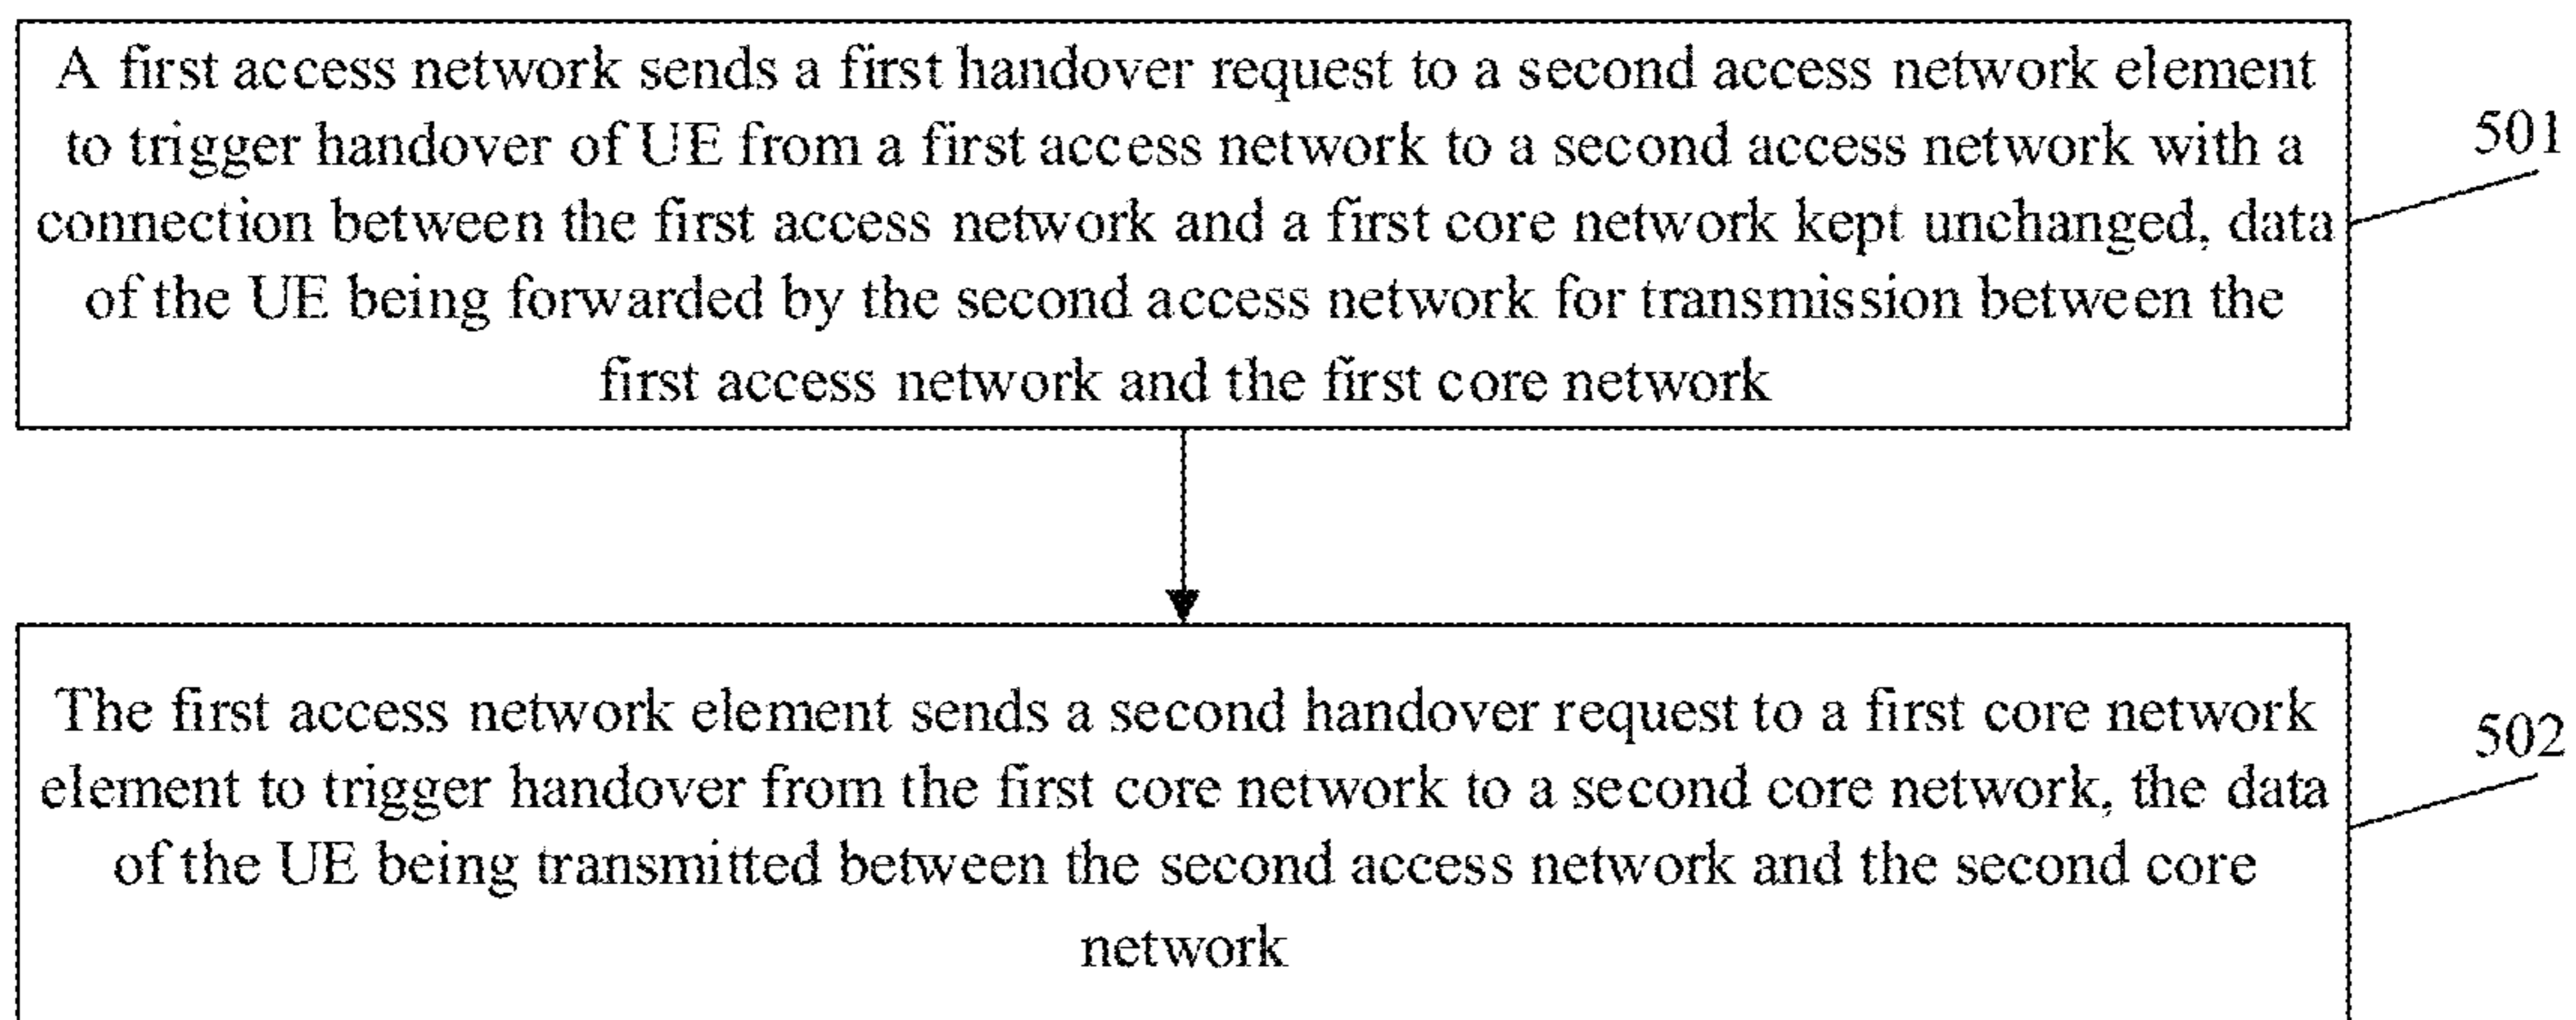 A first access network sends a first handover request to a second access network element
to trigger handover of UE from a first access network to a second access network with a
connection between the first access network and a first core network kept unchanged, data
of the UE being forwarded by the second access network for transmission between the
first access network and the first core network
501
The first access network element sends a second handover request to a first core network
element to trigger handover from the first core network to a second core network, the data
of the UE being transmitted between the second access network and the second core
network
502